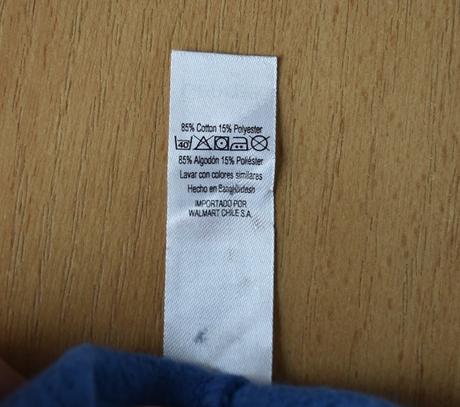 85% Cotton 15% Polyester
40
85% Algodón 15% Poliéster
Lavar con colores similares
Hecho en Bangladesh
IMPORTADO POR
WALMART CHILE S.A.